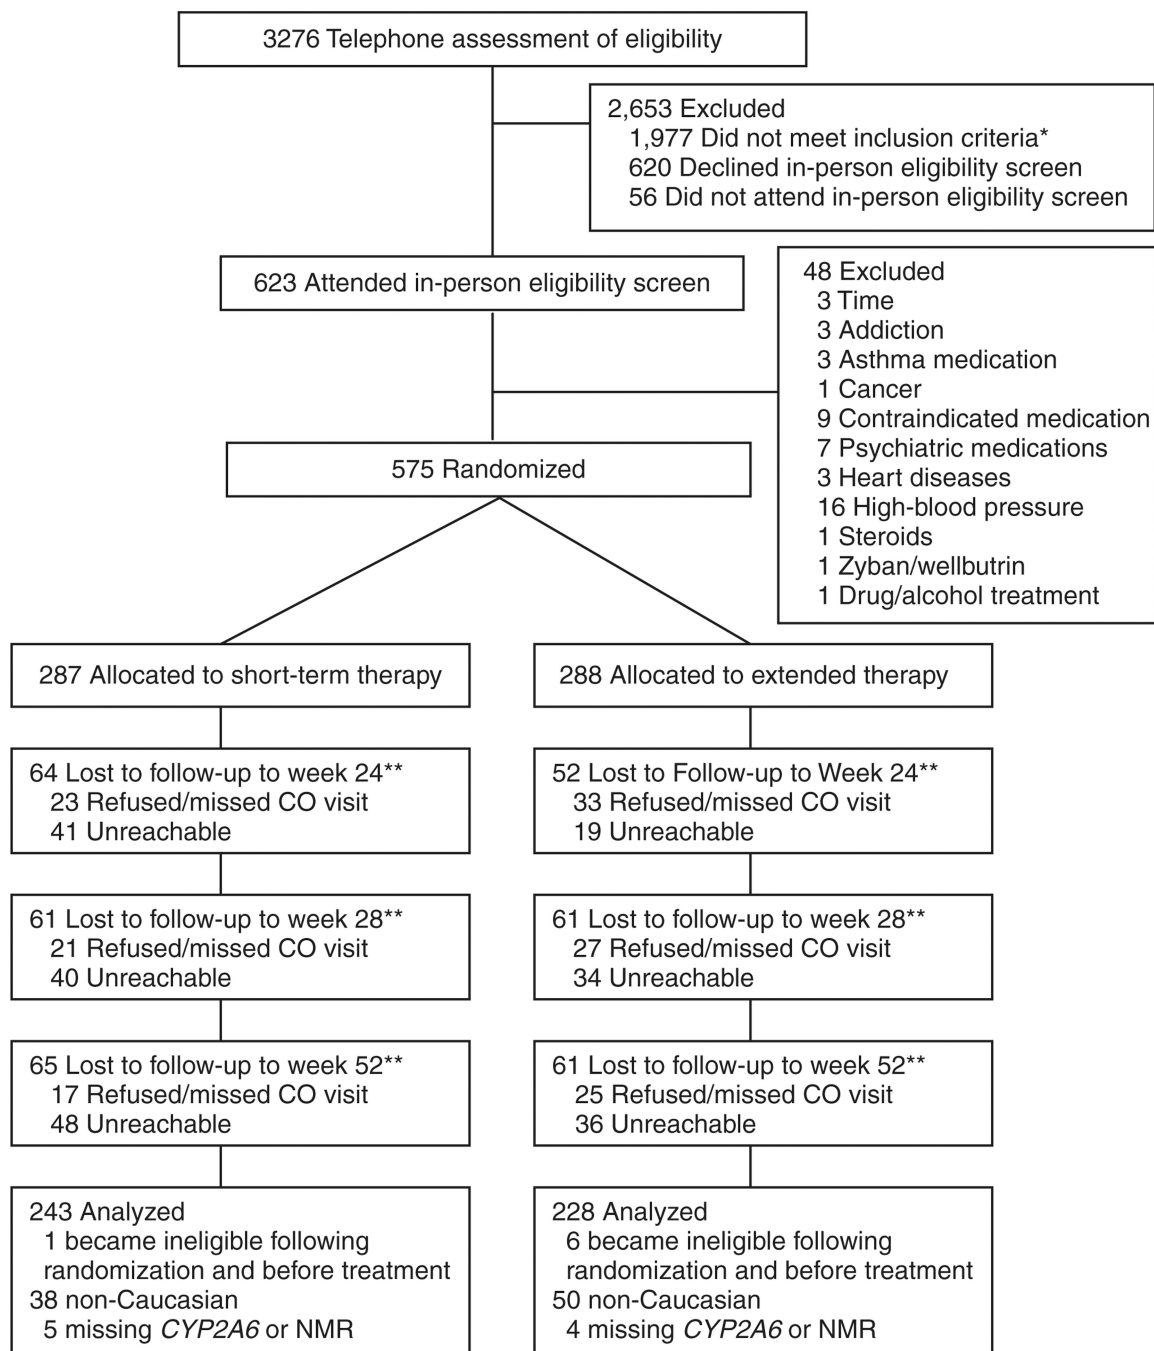 3276 Telephone assessment of eligibility
2,653 Excluded
1,977 Did not meet inclusion criteria*
620 Declined in-person eligibility screen
56 Did not attend in-person eligibility screen
623 Attended in-person eligibility screen
48 Excluded
3 Time
3 Addiction
3 Asthma medication
1 Cancer
9 Contraindicated medication
7 Psychiatric medications
3 Heart diseases
16 High-blood pressure
1 Steroids
1 Zyban/wellbutrin
1 Drug/alcohol treatment
575 Randomized
287 Allocated to short-term therapy
64 Lost to follow-up to week 24**
23 Refused/missed CO visit
41 Unreachable
61 Lost to follow-up to week 28**
21 Refused/missed CO visit
40 Unreachable
65 Lost to follow-up to week 52**
17 Refused/missed CO visit
48 Unreachable
243 Analyzed
1 became ineligible following
randomization and before treatment
38 non-Caucasian
5 missing CYP2A6 or NMR
288 Allocated to extended therapy
52 Lost to Follow-up to Week 24**
33 Refused/missed CO visit
19 Unreachable
61 Lost to follow-up to week 28**
27 Refused/missed CO visit
34 Unreachable
61 Lost to follow-up to week 52**
25 Refused/missed CO visit
36 Unreachable
228 Analyzed
6 became ineligible following
randomization and before treatment
50 non-Caucasian
4 missing CYP2A6 or NMR